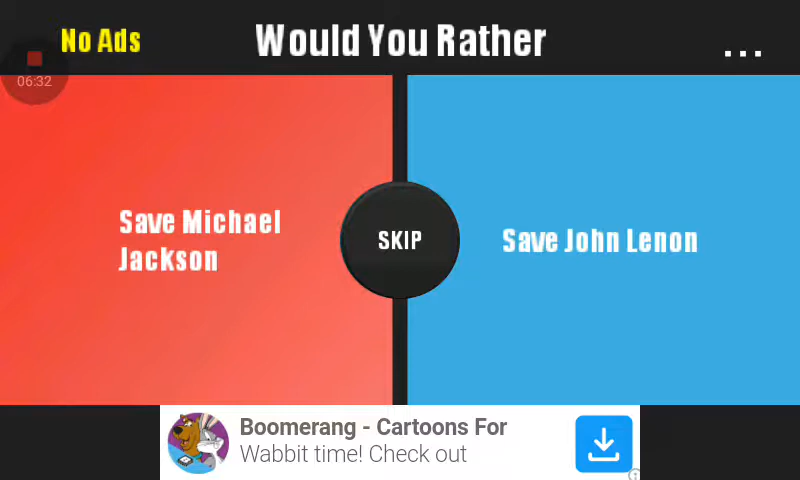 No Ads
Would You Rather
...
06:32
Save Michael
Jackson
SKIP
Save John Lenon
Boomerang - Cartoons For
Wabbit time! Check out